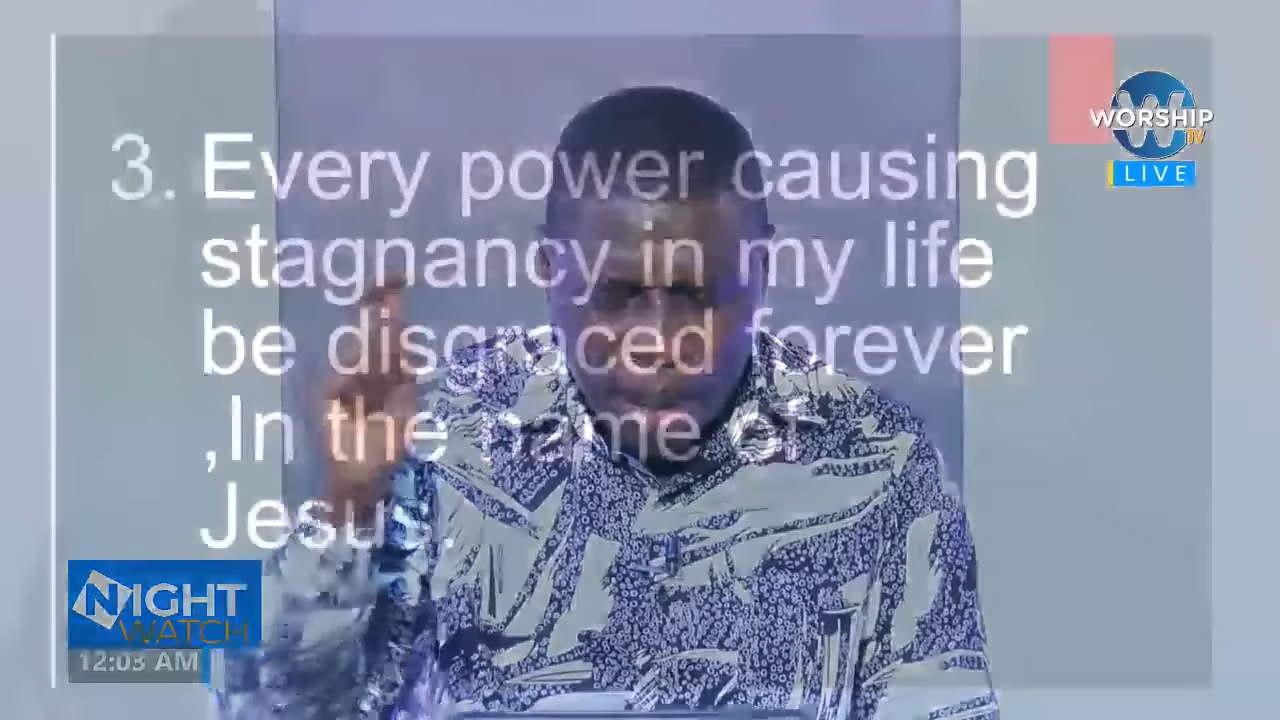 3. Every power causing
stagnancy in my life
be disgraced forever
,In the name of
Jesus.
W
WORSHIP
TV
LIVE
NIGHT
WATCH
12:03 AM